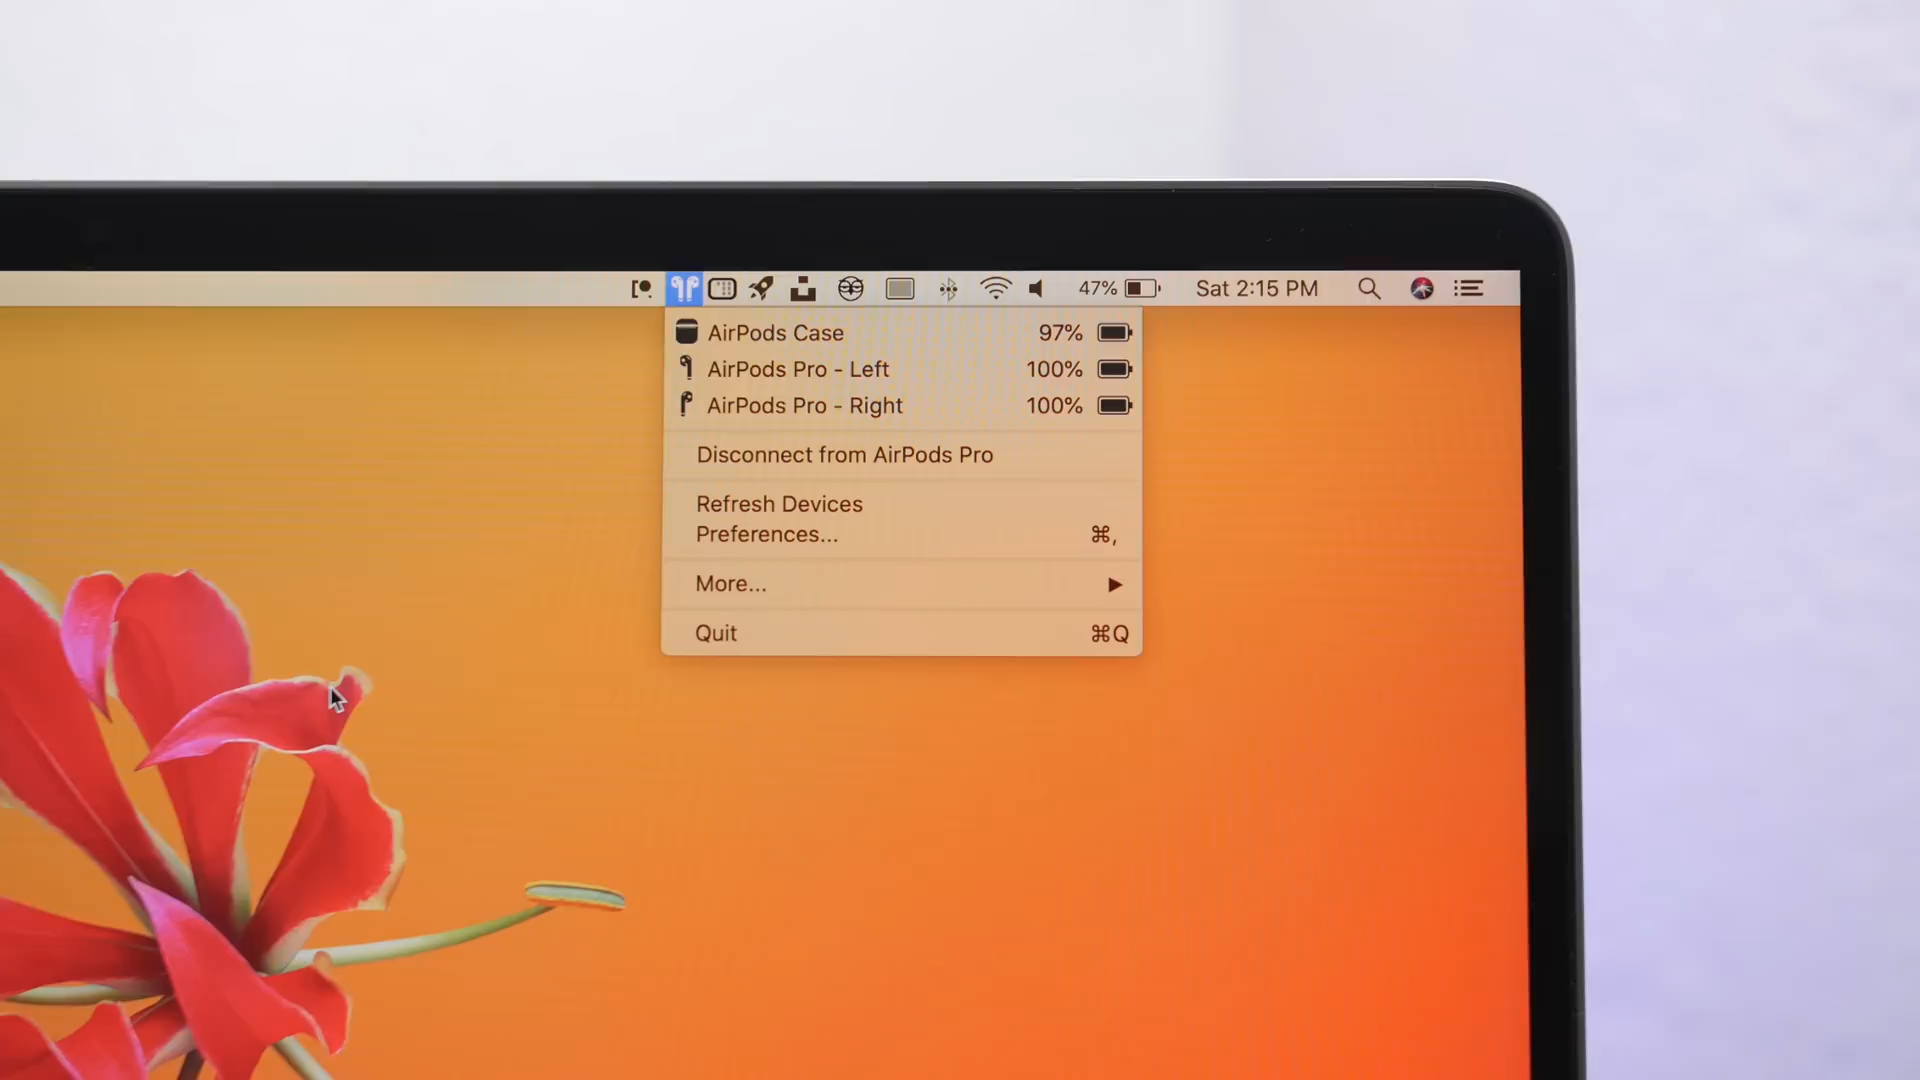 47% Sat 2:15 PM
AirPods Case 97%
AirPods Pro - Left 100%
AirPods Pro - Right 100%
Disconnect from AirPods Pro
Refresh Devices
Preferences... ⌘,
More...
Quit ⌘Q